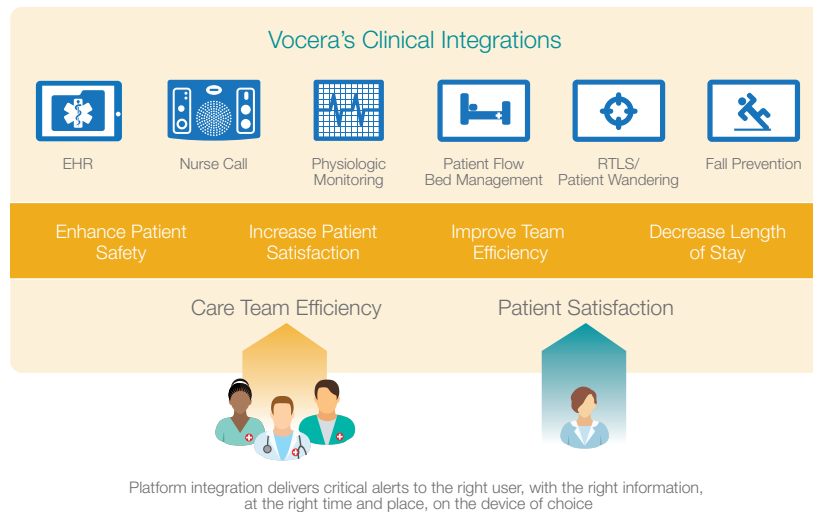 Vocera's Clinical Integrations
EHR
Nurse Call
Physiologic
Monitoring
Patient Flow
Bed Management
RTLS/
Patient Wandering
Fall Prevention
Enhance Patient
Safety
Increase Patient
Satisfaction
Improve Team
Efficiency
Decrease Length
of Stay
Care Team Efficiency
Patient Satisfaction
Platform integration delivers critical alerts to the right user, with the right information,
at the right time and place, on the device of choice